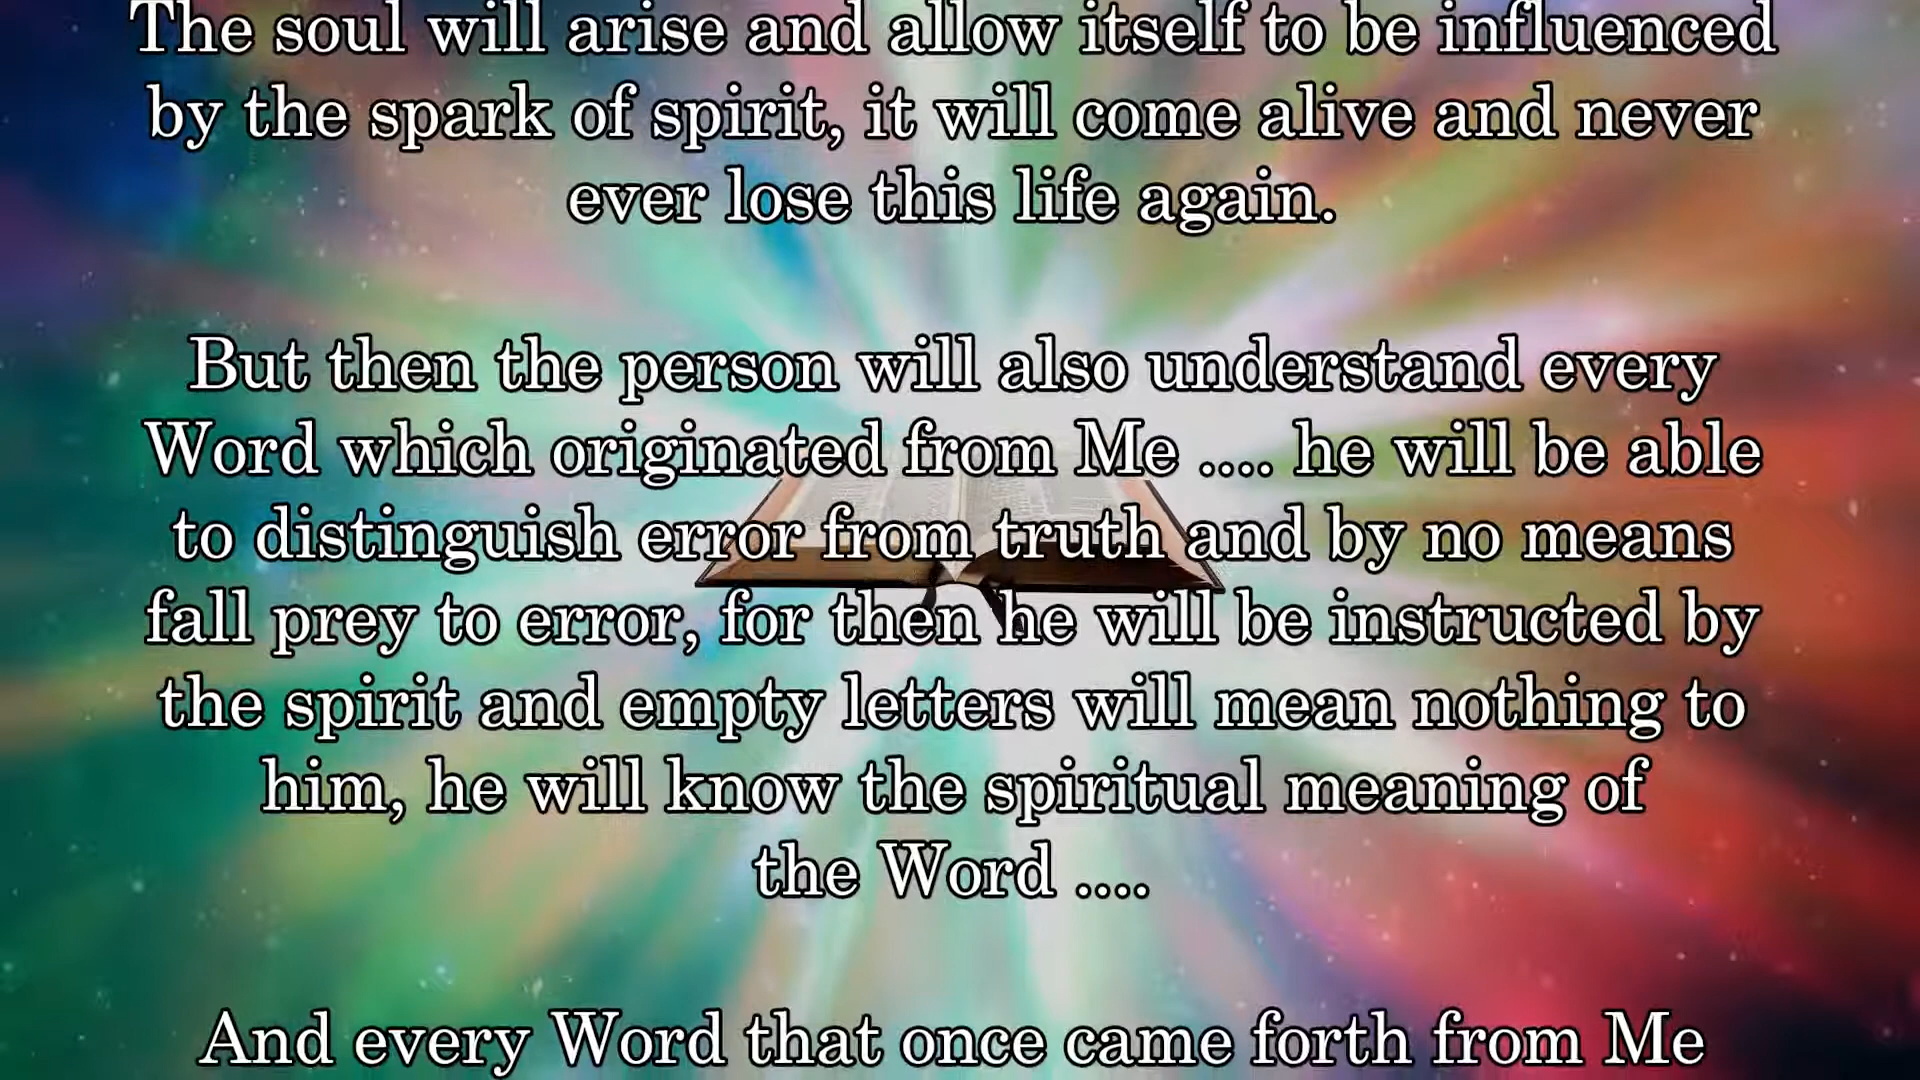 The soul will arise and allow itself to be influenced
by the spark of spirit, it will come alive and never
ever lose this life again.
But then the person will also understand every
Word which originated from Me .... he will be able
to distinguish error from truth and by no means
fall prey to error, for then he will be instructed by
the spirit and empty letters will mean nothing to
him, he will know the spiritual meaning of
the Word ....
And every Word that once came forth from Me